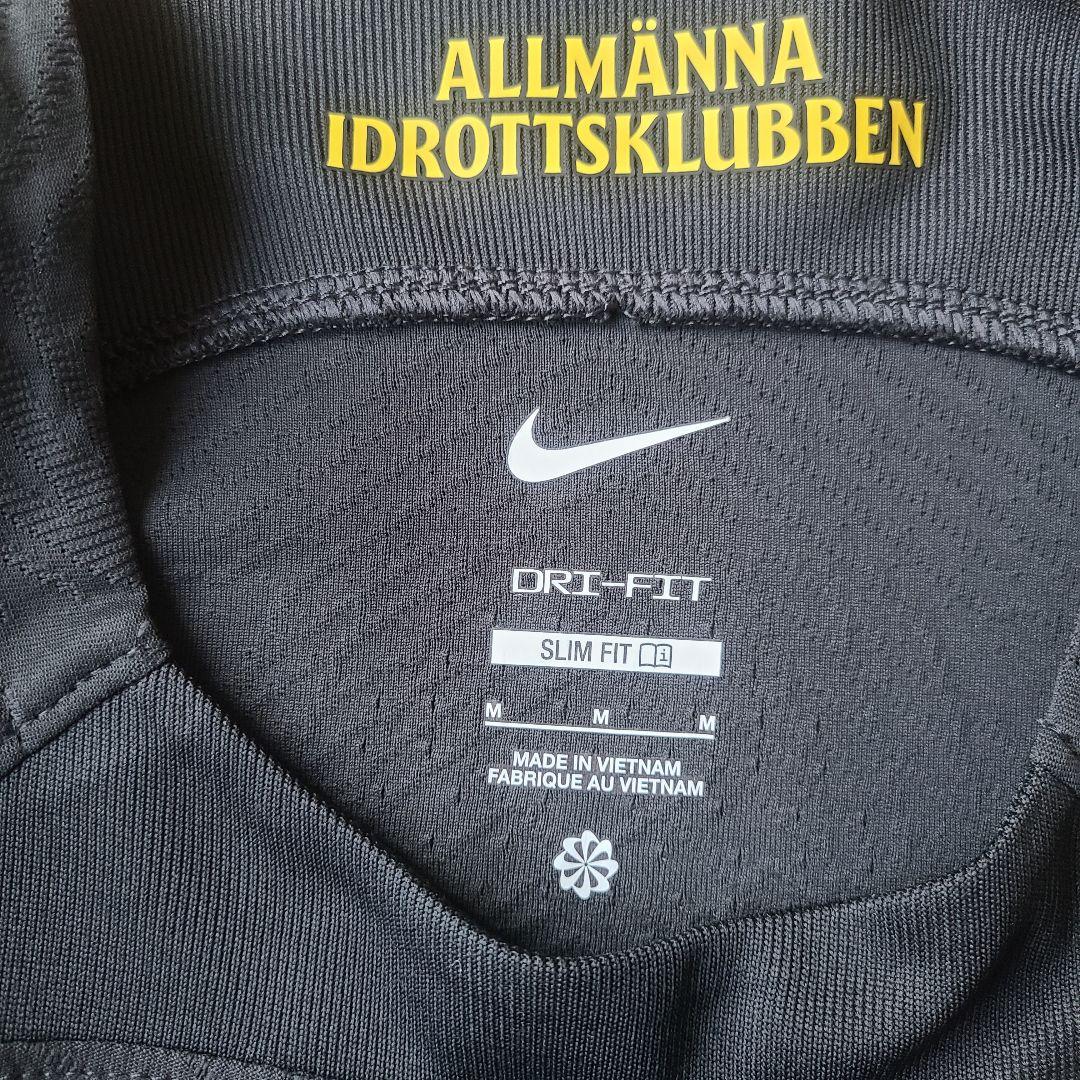 ALLMÄNNA
IDROTTSKLUBBEN
DRI-FIT
SLIM FIT
M M M
MADE IN VIETNAM
FABRIQUE AU VIETNAM